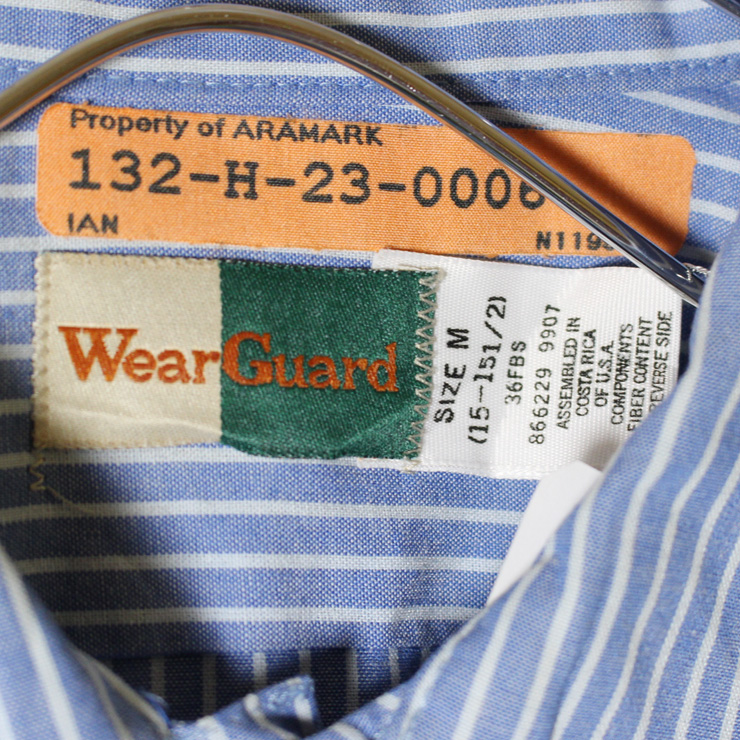 Property of ARAMARK
132-H-23-0006
IAN
WearGuard
SIZE M
(15-151/2)
36FBS
866229 9907
ASSEMBLED IN
COSTA RICA
OF U.S.A.
COMPONENTS
FIBER CONTENT
REVERSE SIDE